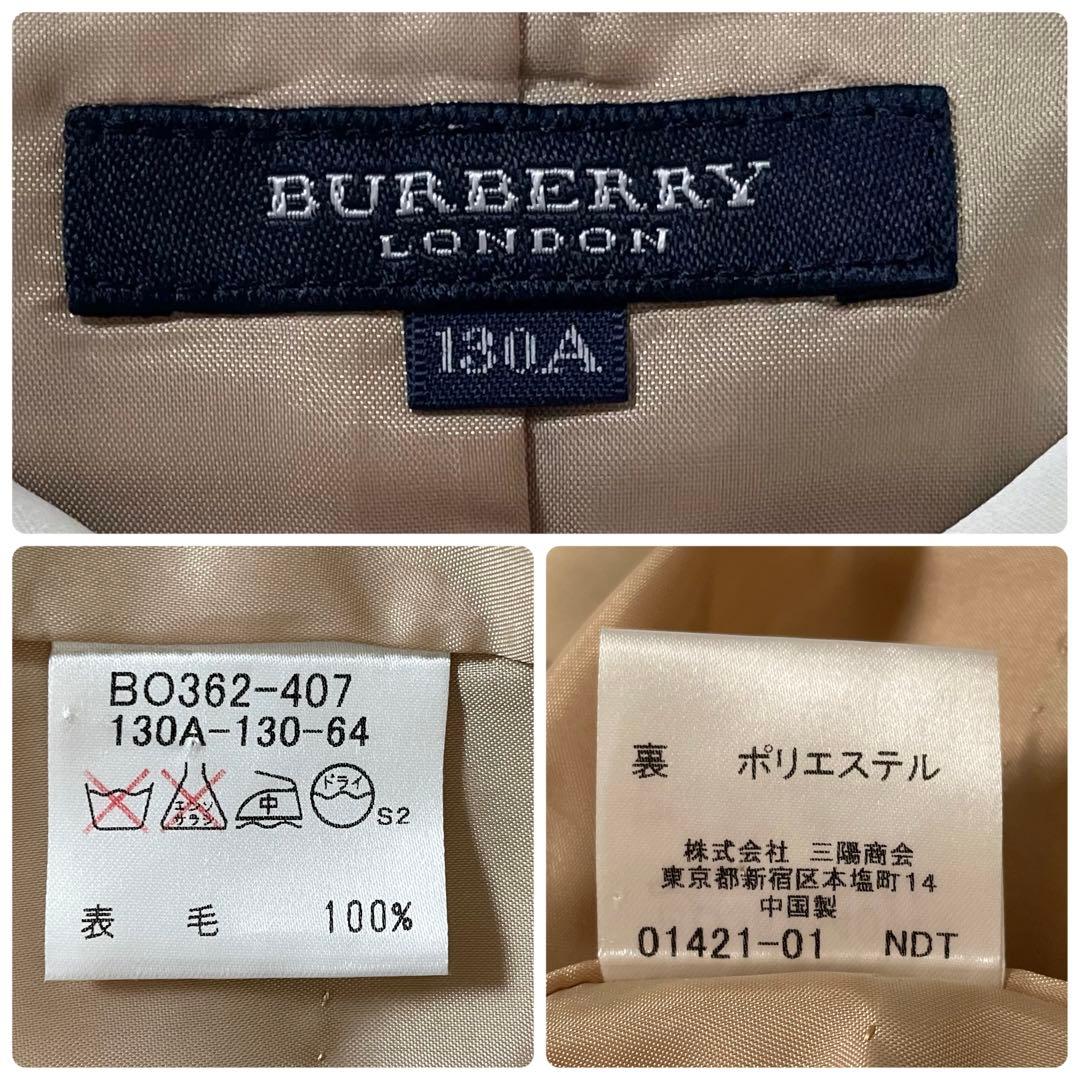 BURBERRY
LONDON
130A
BO362-407
130A-130-64
エンソ
サラシ
中
ドライ
S2
表 毛 100%
裏 ポリエステル
株式会社 三陽商会
東京都新宿区本塩町14
中国製
01421-01 NDT